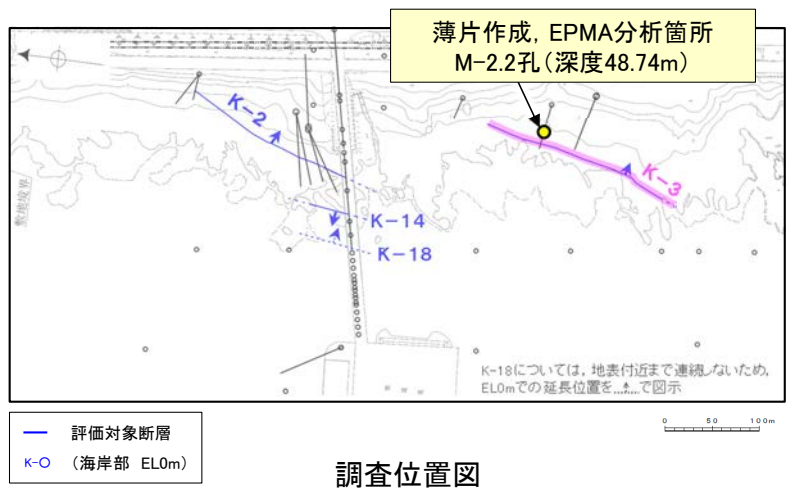 薄片作成, EPMA分析箇所
M-2.2孔(深度48.74m)
K-2
K-3
K-14
K-18
敷地境界
K-18については, 地表付近まで連続しないため,
EL0mでの延長位置を で図示
評価対象断層
K-○ (海岸部 EL0m)
0 50 100m
調査位置図